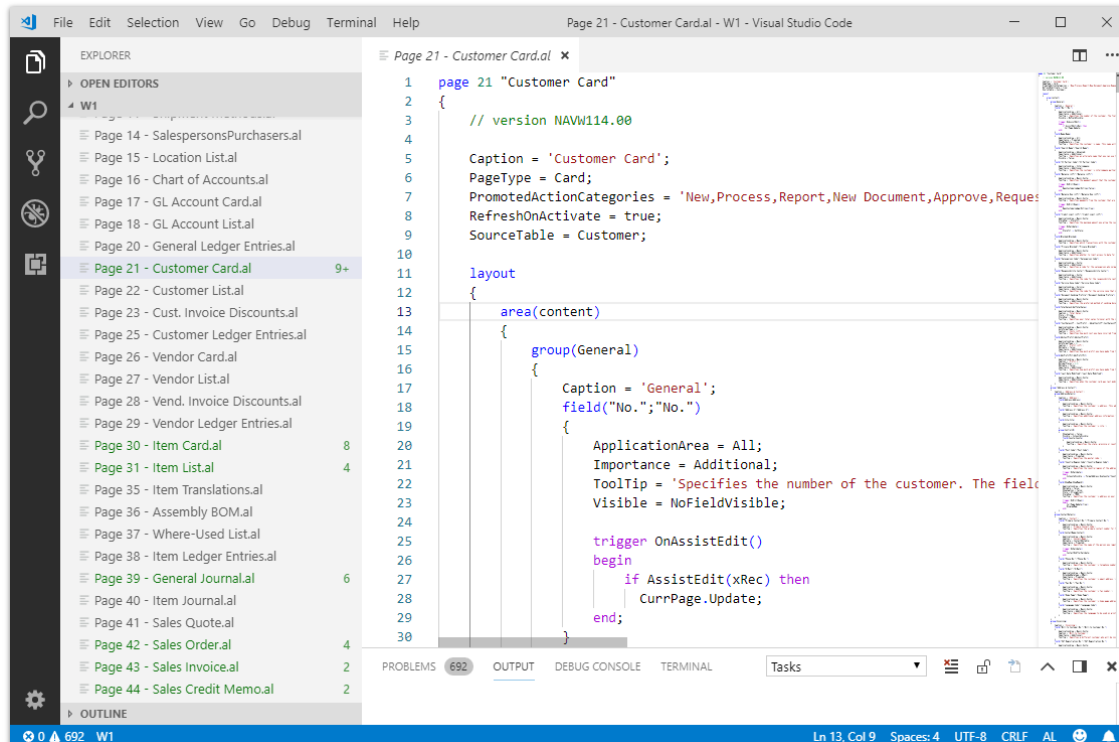 File Edit Selection View Go Debug Terminal Help Page 21 - Customer Card.al - W1 - Visual Studio Code
EXPLORER
OPEN EDITORS
W1
Page 14 - SalespersonsPurchasers.al
Page 15 - Location List.al
Page 16 - Chart of Accounts.al
Page 17 - GL Account Card.al
Page 18 - GL Account List.al
Page 20 - General Ledger Entries.al
Page 21 - Customer Card.al 9+
Page 22 - Customer List.al
Page 23 - Cust. Invoice Discounts.al
Page 25 - Customer Ledger Entries.al
Page 26 - Vendor Card.al
Page 27 - Vendor List.al
Page 28 - Vend. Invoice Discounts.al
Page 29 - Vendor Ledger Entries.al
Page 30 - Item Card.al 8
Page 31 - Item List.al 4
Page 35 - Item Translations.al
Page 36 - Assembly BOM.al
Page 37 - Where-Used List.al
Page 38 - Item Ledger Entries.al
Page 39 - General Journal.al 6
Page 40 - Item Journal.al
Page 41 - Sales Quote.al
Page 42 - Sales Order.al 4
Page 43 - Sales Invoice.al 2
Page 44 - Sales Credit Memo.al 2
OUTLINE
Page 21 - Customer Card.al
1 page 21 "Customer Card"
2 {
3 // version NAVW114.00
4
5 Caption = 'Customer Card';
6 PageType = Card;
7 PromotedActionCategories = 'New,Process,Report,New Document,Approve,Reques
8 RefreshOnActivate = true;
9 SourceTable = Customer;
10
11 layout
12 {
13 area(content)
14 {
15 group(General)
16 {
17 Caption = 'General';
18 field("No.";"No.")
19 {
20 ApplicationArea = All;
21 Importance = Additional;
22 ToolTip = 'Specifies the number of the customer. The field
23 Visible = NoFieldVisible;
24
25 trigger OnAssistEdit()
26 begin
27 if AssistEdit(xRec) then
28 CurrPage.Update;
29 end;
30 }
PROBLEMS 692 OUTPUT DEBUG CONSOLE TERMINAL Tasks
0 692 W1 Ln 13, Col 9 Spaces: 4 UTF-8 CRLF AL